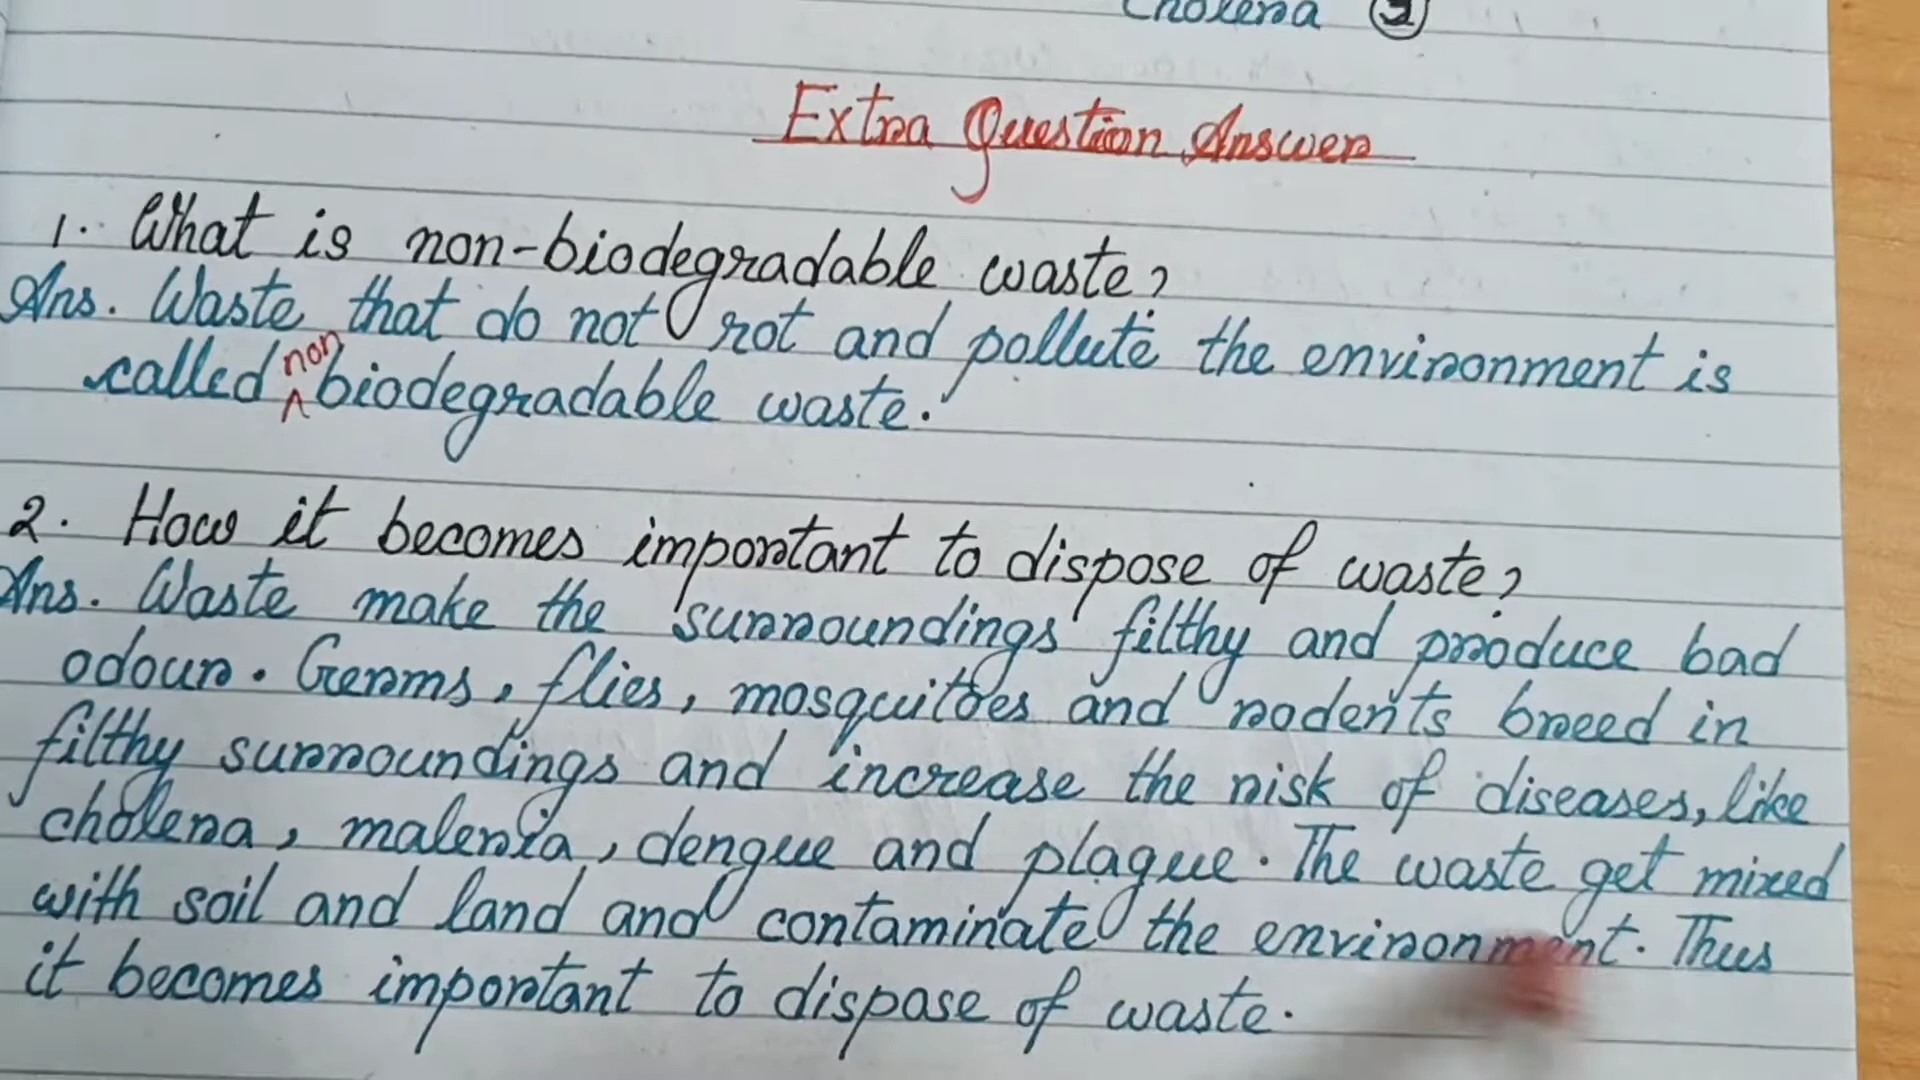 Cholera 2
Extra Question Answer
1. What is non-biodegradable waste?
Ans. Waste that do not rot and pollute the environment is
called non biodegradable waste.
2. How it becomes important to dispose of waste?
Ans. Waste make the surroundings filthy and produce bad
odour. Germs, flies, mosquitoes and rodents breed in
filthy surroundings and increase the risk of diseases, like
cholera, maleria, dengue and plague. The waste get mixed
with soil and land and contaminate the environment. Thus
it becomes important to dispose of waste.